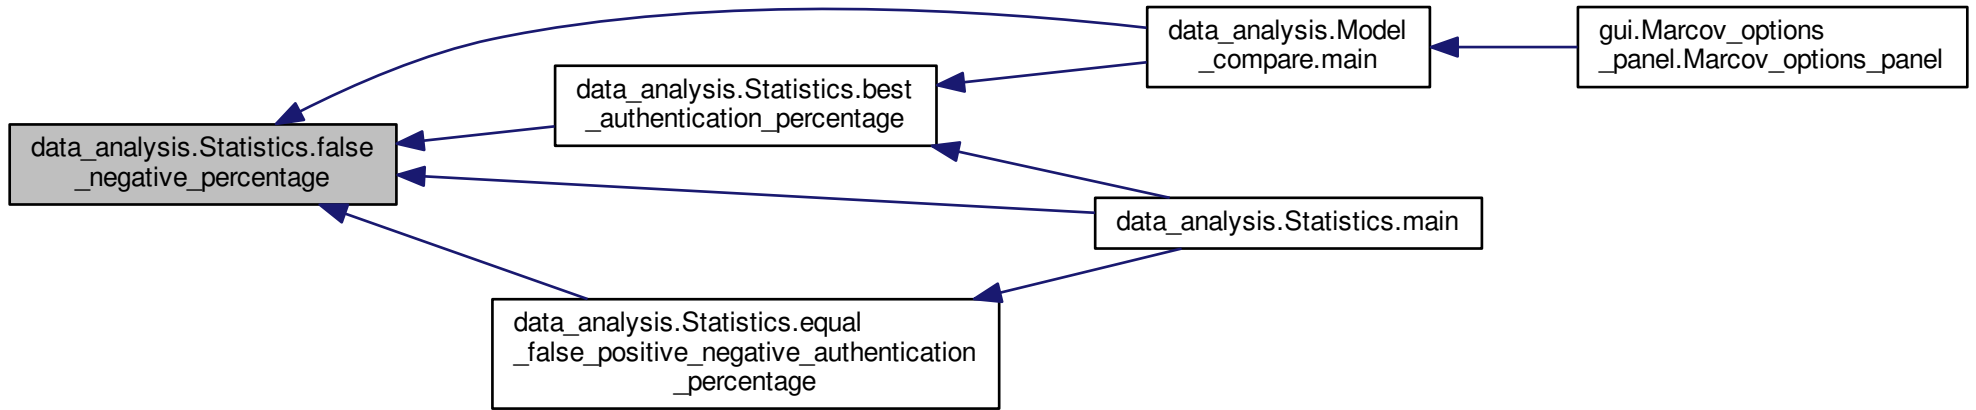 data_analysis.Statistics.false
_negative_percentage
data_analysis.Statistics.best
_authentication_percentage
data_analysis.Model
_compare.main
gui.Marcov_options
_panel.Marcov_options_panel
data_analysis.Statistics.main
data_analysis.Statistics.equal
_false_positive_negative_authentication
_percentage